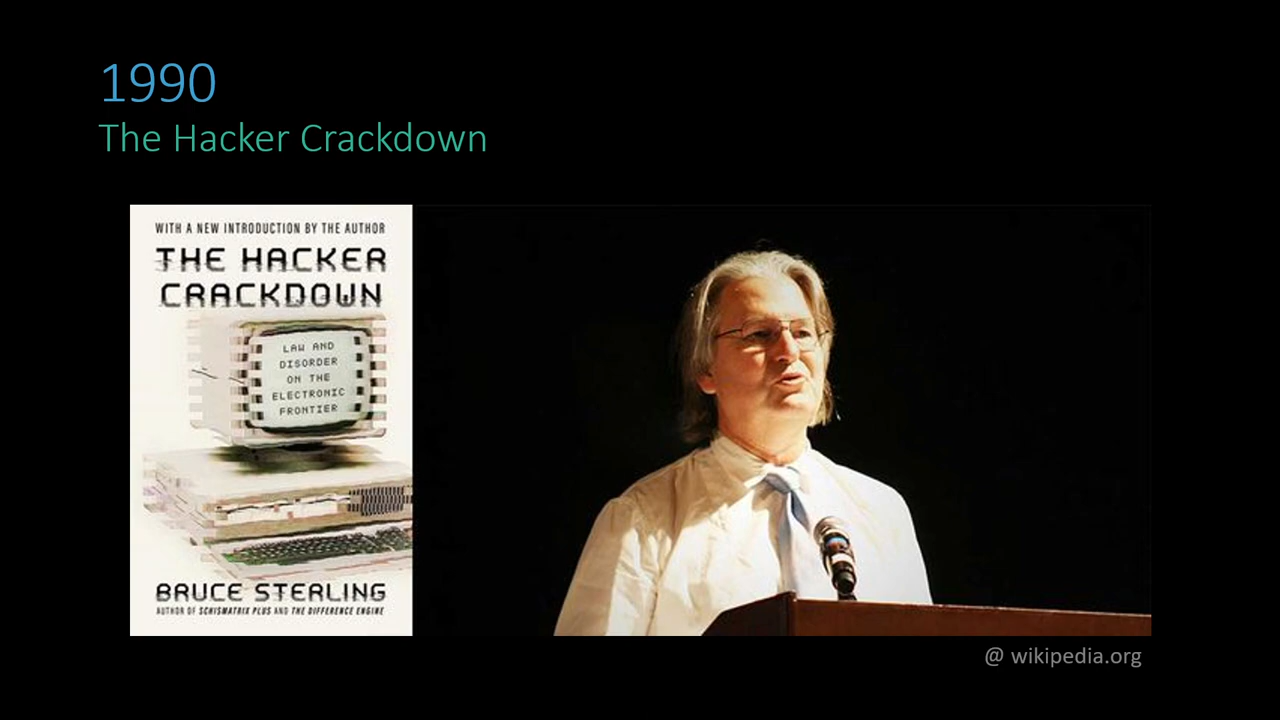 1990
The Hacker Crackdown
WITH A NEW INTRODUCTION BY THE AUTHOR
THE HACKER
CRACKDOWN
LAW AND
DISORDER
ON THE
ELECTRONIC
FRONTIER
BRUCE STERLING
AUTHOR OF SCHISMATRIX PLUS AND THE DIFFERENCE ENGINE
@ wikipedia.org